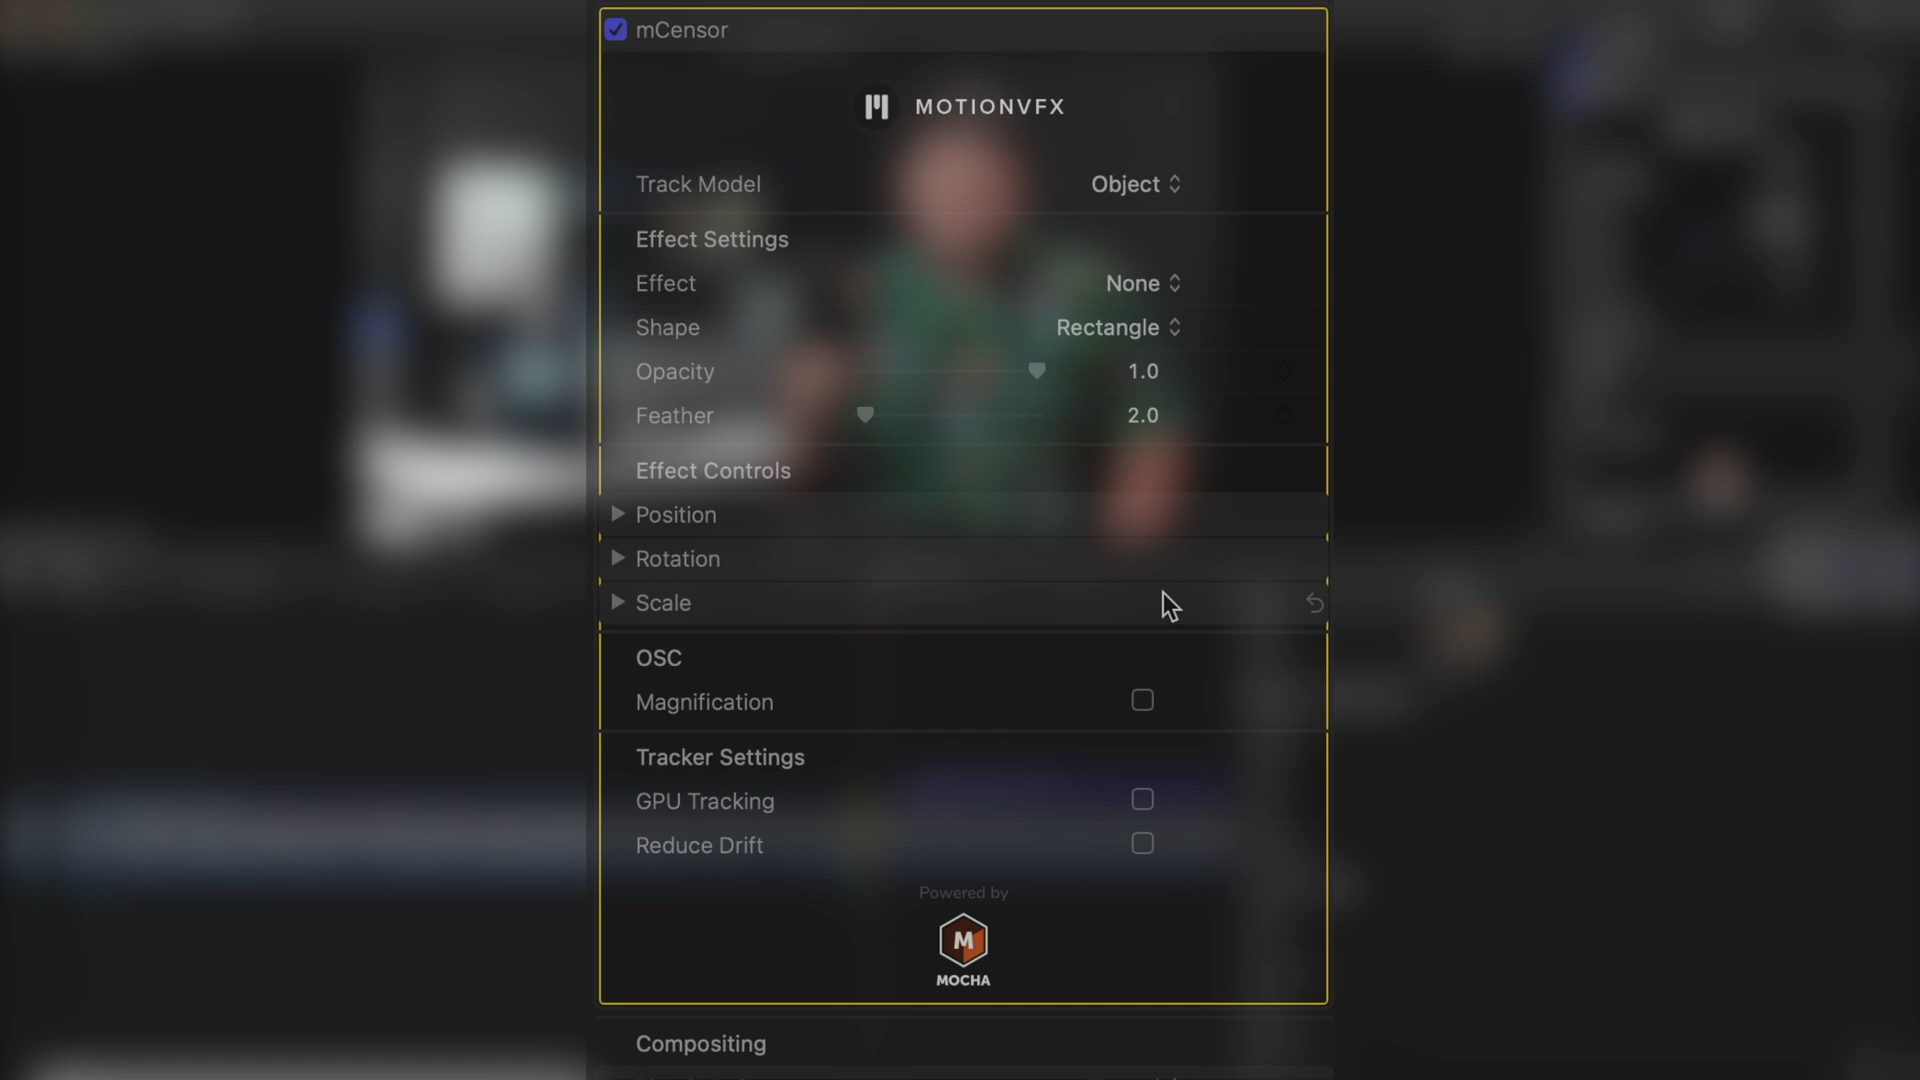 mCensor
MOTIONVFX
Track Model Object
Effect Settings
Effect None
Shape Rectangle
Opacity 1.0
Feather 2.0
Effect Controls
Position
Rotation
Scale
OSC
Magnification
Tracker Settings
GPU Tracking
Reduce Drift
Powered by
M
MOCHA
Compositing